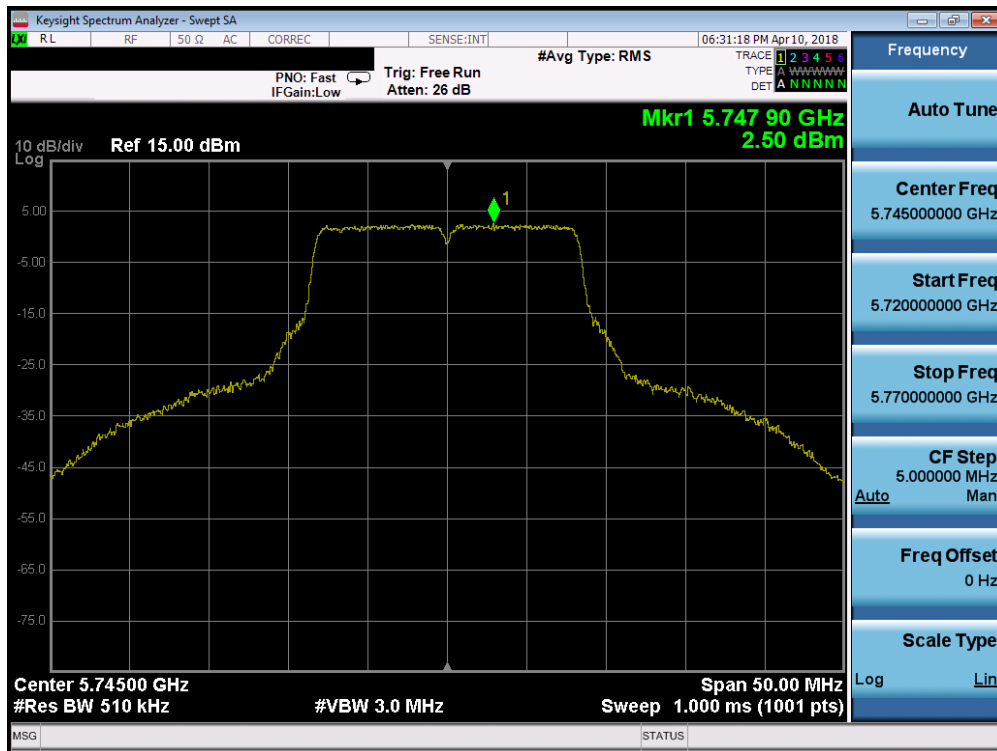 Keysight Spectrum Analyzer - Swept SA
LXI RL RF 50 Ω AC CORREC SENSE:INT 06:31:18 PM Apr 10, 2018
#Avg Type: RMS
TRACE 1 2 3 4 5 6
TYPE A WWWWW
DET A N N N N N
PNO: Fast Trig: Free Run
IFGain:Low Atten: 26 dB
Mkr1 5.747 90 GHz
2.50 dBm
10 dB/div Ref 15.00 dBm
Log
1
5.00
-5.00
-15.0
-25.0
-35.0
-45.0
-55.0
-65.0
-75.0
Center 5.74500 GHz Span 50.00 MHz
#Res BW 510 kHz #VBW 3.0 MHz Sweep 1.000 ms (1001 pts)
MSG STATUS
Frequency
Auto Tune
Center Freq
5.745000000 GHz
Start Freq
5.720000000 GHz
Stop Freq
5.770000000 GHz
CF Step
5.000000 MHz
Auto Man
Freq Offset
0 Hz
Scale Type
Log Lin